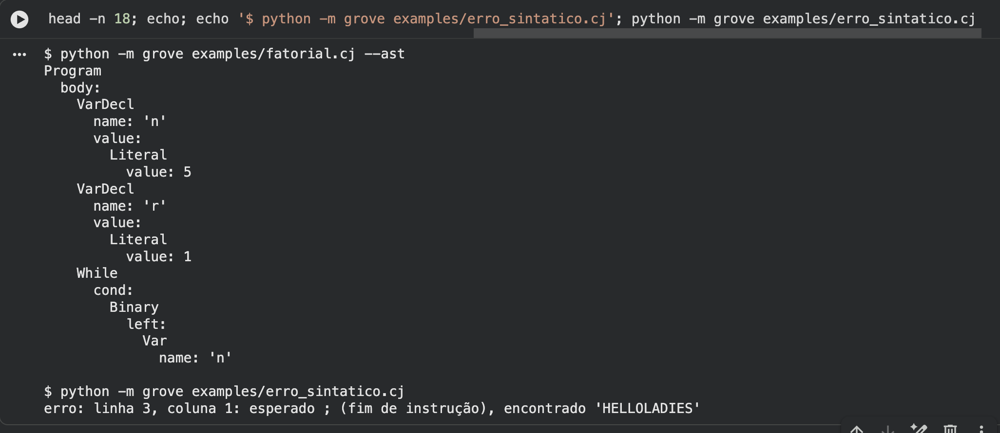 head -n 18; echo; echo '$ python -m grove examples/erro_sintatico.cj'; python -m grove examples/erro_sintatico.cj
$ python -m grove examples/fatorial.cj --ast
Program
  body:
    VarDecl
      name: 'n'
      value:
        Literal
          value: 5
    VarDecl
      name: 'r'
      value:
        Literal
          value: 1
    While
      cond:
        Binary
          left:
            Var
              name: 'n'

$ python -m grove examples/erro_sintatico.cj
erro: linha 3, coluna 1: esperado ; (fim de instrução), encontrado 'HELLOLADIES'